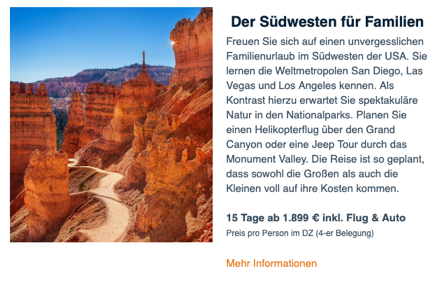 Der Südwesten für Familien
Freuen Sie sich auf einen unvergesslichen
Familienurlaub im Südwesten der USA. Sie
lernen die Weltmetropolen San Diego, Las
Vegas und Los Angeles kennen. Als
Kontrast hierzu erwartet Sie spektakuläre
Natur in den Nationalparks. Planen Sie
einen Helikopterflug über den Grand
Canyon oder eine Jeep Tour durch das
Monument Valley. Die Reise ist so geplant,
dass sowohl die Großen als auch die
Kleinen voll auf ihre Kosten kommen.
15 Tage ab 1.899 € inkl. Flug & Auto
Preis pro Person im DZ (4-er Belegung)
Mehr Informationen